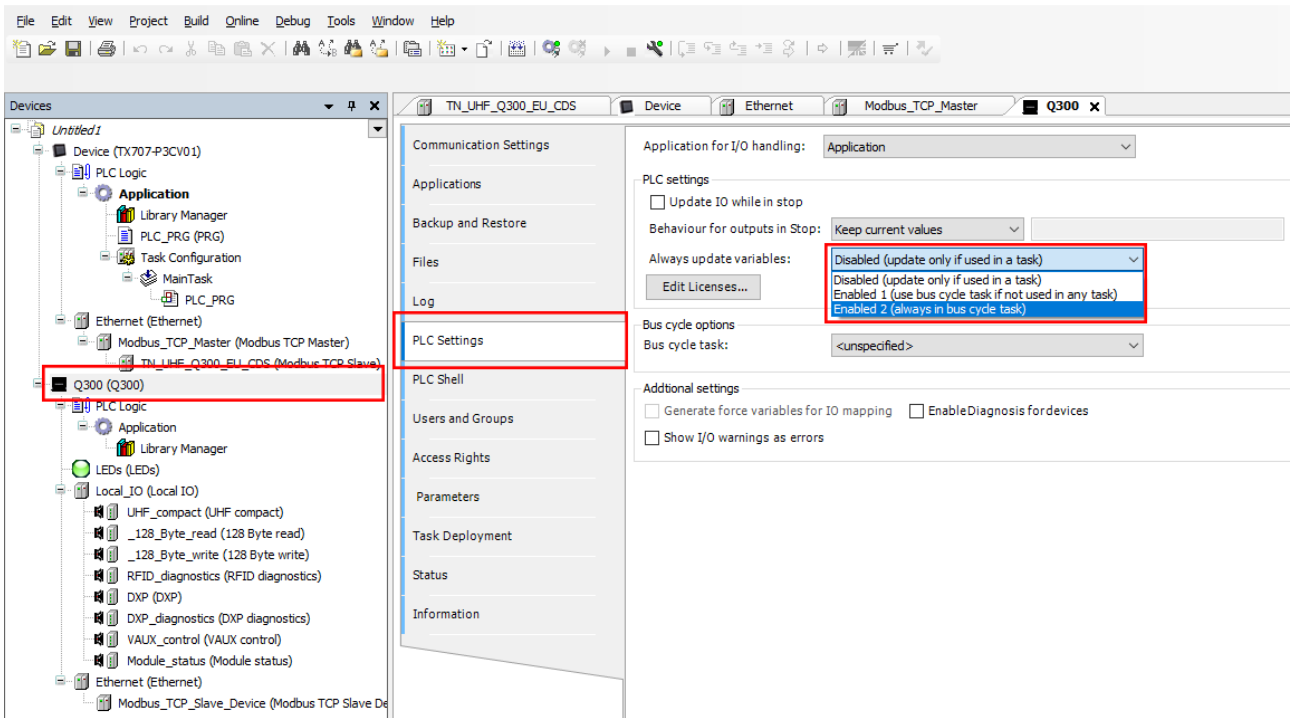 File Edit View Project Build Online Debug Tools Window Help
Devices
Untitled1
Device (TX707-P3CV01)
PLC Logic
Application
Library Manager
PLC_PRG (PRG)
Task Configuration
MainTask
PLC_PRG
Ethernet (Ethernet)
Modbus_TCP_Master (Modbus TCP Master)
TN_UHF_Q300_EU_CDS (Modbus TCP Slave)
Q300 (Q300)
PLC Logic
Application
Library Manager
LEDs (LEDs)
Local_IO (Local IO)
UHF_compact (UHF compact)
_128_Byte_read (128 Byte read)
_128_Byte_write (128 Byte write)
RFID_diagnostics (RFID diagnostics)
DXP (DXP)
DXP_diagnostics (DXP diagnostics)
VAUX_control (VAUX control)
Module_status (Module status)
Ethernet (Ethernet)
Modbus_TCP_Slave_Device (Modbus TCP Slave De
TN_UHF_Q300_EU_CDS Device Ethernet Modbus_TCP_Master Q300
Communication Settings
Applications
Backup and Restore
Files
Log
PLC Settings
PLC Shell
Users and Groups
Access Rights
Parameters
Task Deployment
Status
Information
Application for I/O handling: Application
PLC settings
Update IO while in stop
Behaviour for outputs in Stop: Keep current values
Always update variables: Disabled (update only if used in a task)
Disabled (update only if used in a task)
Enabled 1 (use bus cycle task if not used in any task)
Enabled 2 (always in bus cycle task)
Edit Licenses...
Bus cycle options
Bus cycle task: <unspecified>
Addtional settings
Generate force variables for IO mapping EnableDiagnosis fordevices
Show I/O warnings as errors